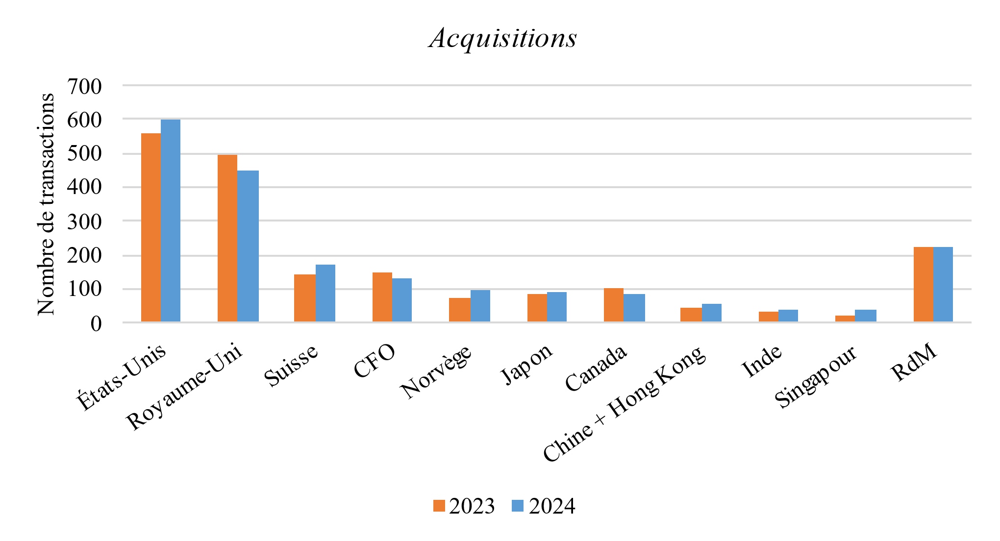 Acquisitions
Nombre de transactions
700
600
500
400
300
200
100
0
États-Unis
Royaume-Uni
Suisse
CFO
Norvège
Japon
Canada
Chine + Hong Kong
Inde
Singapour
RdM
2023 2024